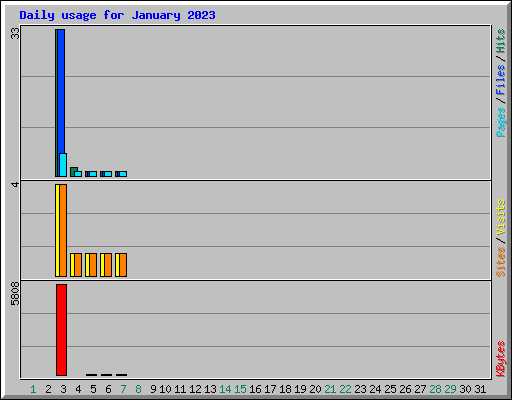 Daily usage for January 2023
33
4
5808
Pages / Files / Hits
Sites / Visits
KBytes
1 2 3 4 5 6 7 8 9 10 11 12 13 14 15 16 17 18 19 20 21 22 23 24 25 26 27 28 29 30 31